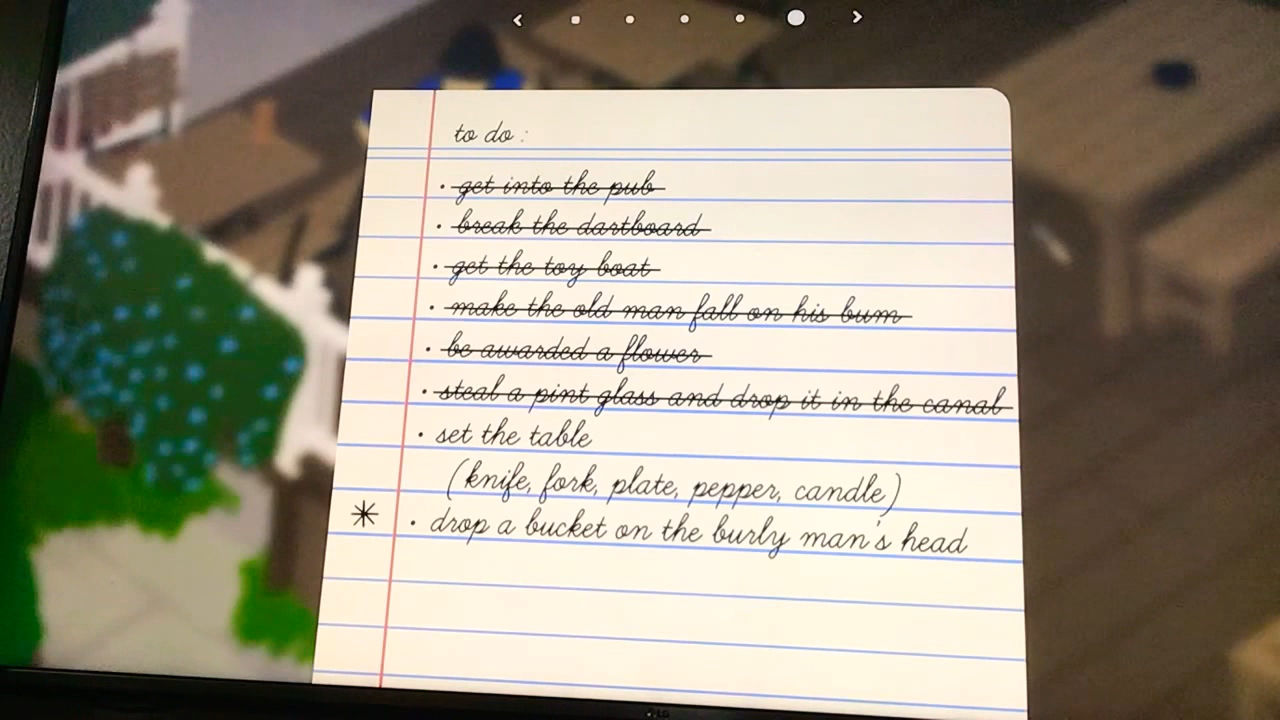 to do :
• get into the pub
• break the dartboard
• get the toy boat
• make the old man fall on his bum
• be awarded a flower
• steal a pint glass and drop it in the canal
• set the table
(knife, fork, plate, pepper, candle)
• drop a bucket on the burly man's head
LG